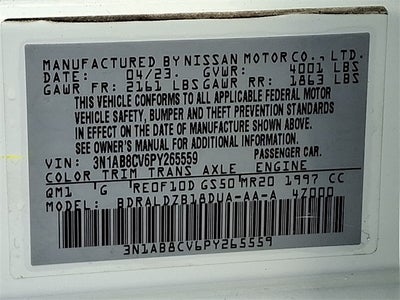 MANUFACTURED BY NISSAN MOTOR CO., LTD.
DATE: 04/23. GVWR: 4001 LBS
GAWR FR: 2161 LBS GAWR RR: 1863 LBS
THIS VEHICLE CONFORMS TO ALL APPLICABLE FEDERAL MOTOR
VEHICLE SAFETY, BUMPER AND THEFT PREVENTION STANDARDS
IN EFFECT ON THE DATE OF MANUFACTURE SHOWN ABOVE.
SEE OWNER'S MANUAL FOR ADDITIONAL INFORMATION
VIN: 3N1AB8CV6PY265559 PASSENGER CAR.
COLOR TRIM TRANS AXLE ENGINE
QM1 G RE0F10D GS50 MR20 1997 CC
MODEL: BDRALDZB18DUA-AA-A 47000
3N1AB8CV6PY265559